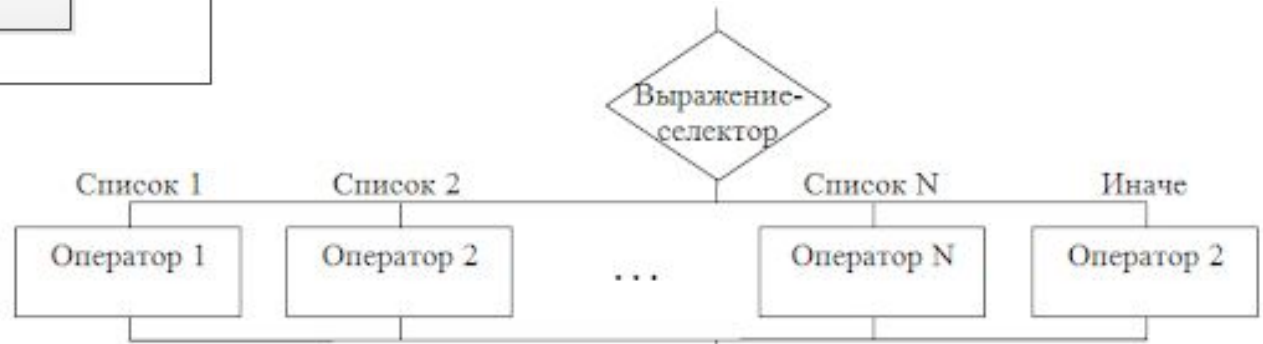 Выражение-
селектор
Список 1
Список 2
Список N
Иначе
Оператор 1
Оператор 2
...
Оператор N
Оператор 2